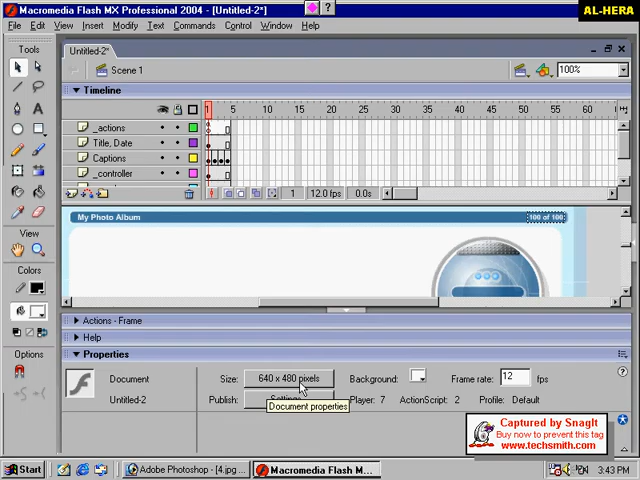 Macromedia Flash MX Professional 2004 - [Untitled-2*]
?
AL-HERA
File Edit View Insert Modify Text Commands Control Window Help
Tools
Untitled-2*
Scene 1
100%
Timeline
1 5 10 15 20 25 30 35 40 45 50 55 60 65
_actions
Title, Date
Captions
_controller
1 12.0 fps 0.0s
View
My Photo Album
100 of 100
Colors
Actions - Frame
Help
Properties
Options
Document
Size: 640 x 480 pixels
Background:
Frame rate: 12 fps
Untitled-2
Publish: Settings...
Player: 7 ActionScript: 2 Profile: Default
Document properties
Captured by SnagIt
Buy now to prevent this tag
www.techsmith.com
Start
Adobe Photoshop - [4.jpg ...
Macromedia Flash M...
3:43 PM